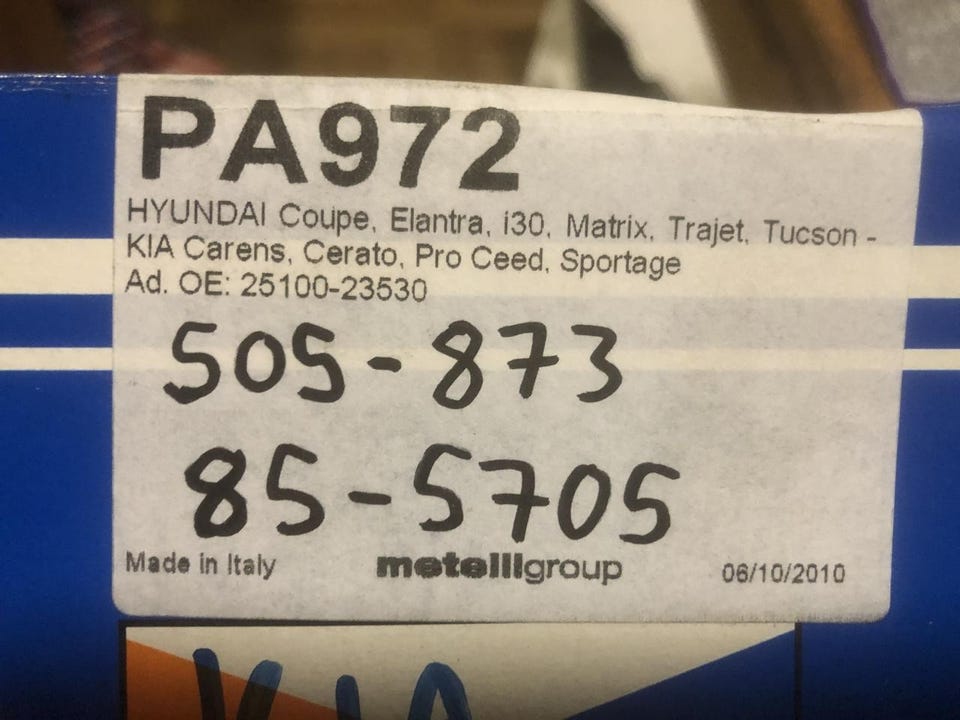 PA972
HYUNDAI Coupe, Elantra, i30, Matrix, Trajet, Tucson -
KIA Carens, Cerato, Pro Ceed, Sportage
Ad. OE: 25100-23530
505-873
85-5705
Made in Italy metelligroup 06/10/2010
KIA